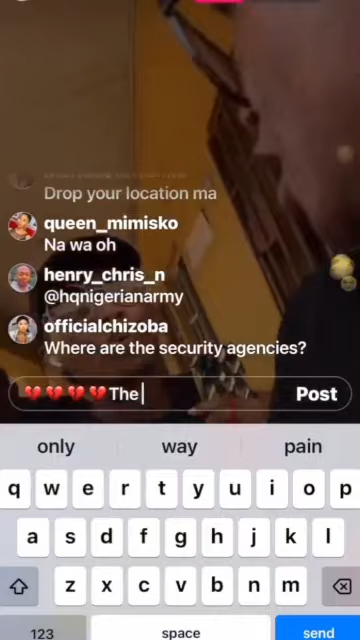 Drop your location ma
queen_mimisko
Na wa oh
henry_chris_n
@hqnigerianarmy
officialchizoba
Where are the security agencies?
💔💔💔💔The Post
only way pain
q w e r t y u i o p
a s d f g h j k l
z x c v b n m
123 space send